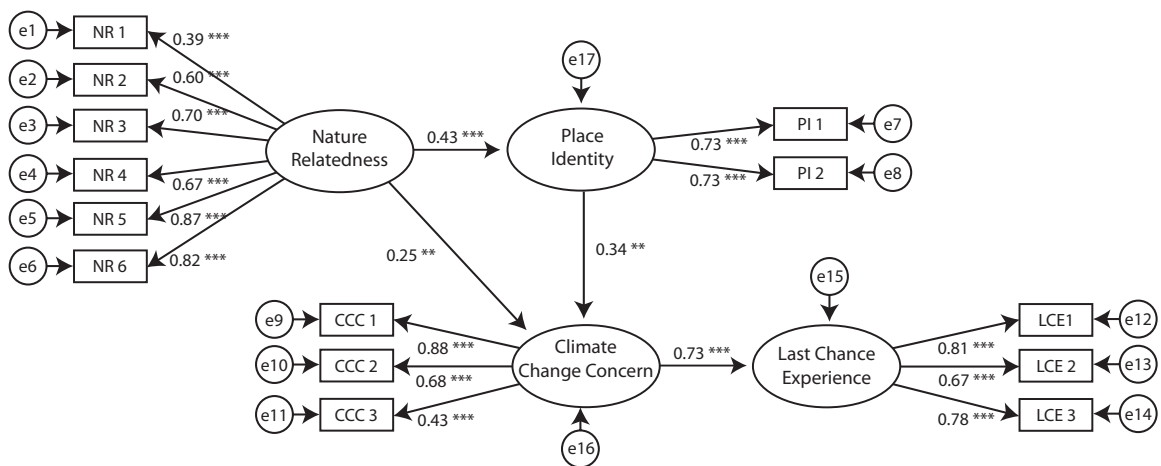 e1
NR 1
0.39 ***
e2
NR 2
0.60 ***
e3
NR 3
0.70 ***
e4
NR 4
0.67 ***
e5
NR 5
0.87 ***
e6
NR 6
0.82 ***
Nature
Relatedness
0.43 ***
e17
Place
Identity
0.73 ***
PI 1
e7
0.73 ***
PI 2
e8
0.25 **
0.34 **
e9
CCC 1
0.88 ***
e10
CCC 2
0.68 ***
e11
CCC 3
0.43 ***
Climate
Change Concern
e16
0.73 ***
e15
Last Chance
Experience
0.81 ***
LCE1
e12
0.67 ***
LCE 2
e13
0.78 ***
LCE 3
e14